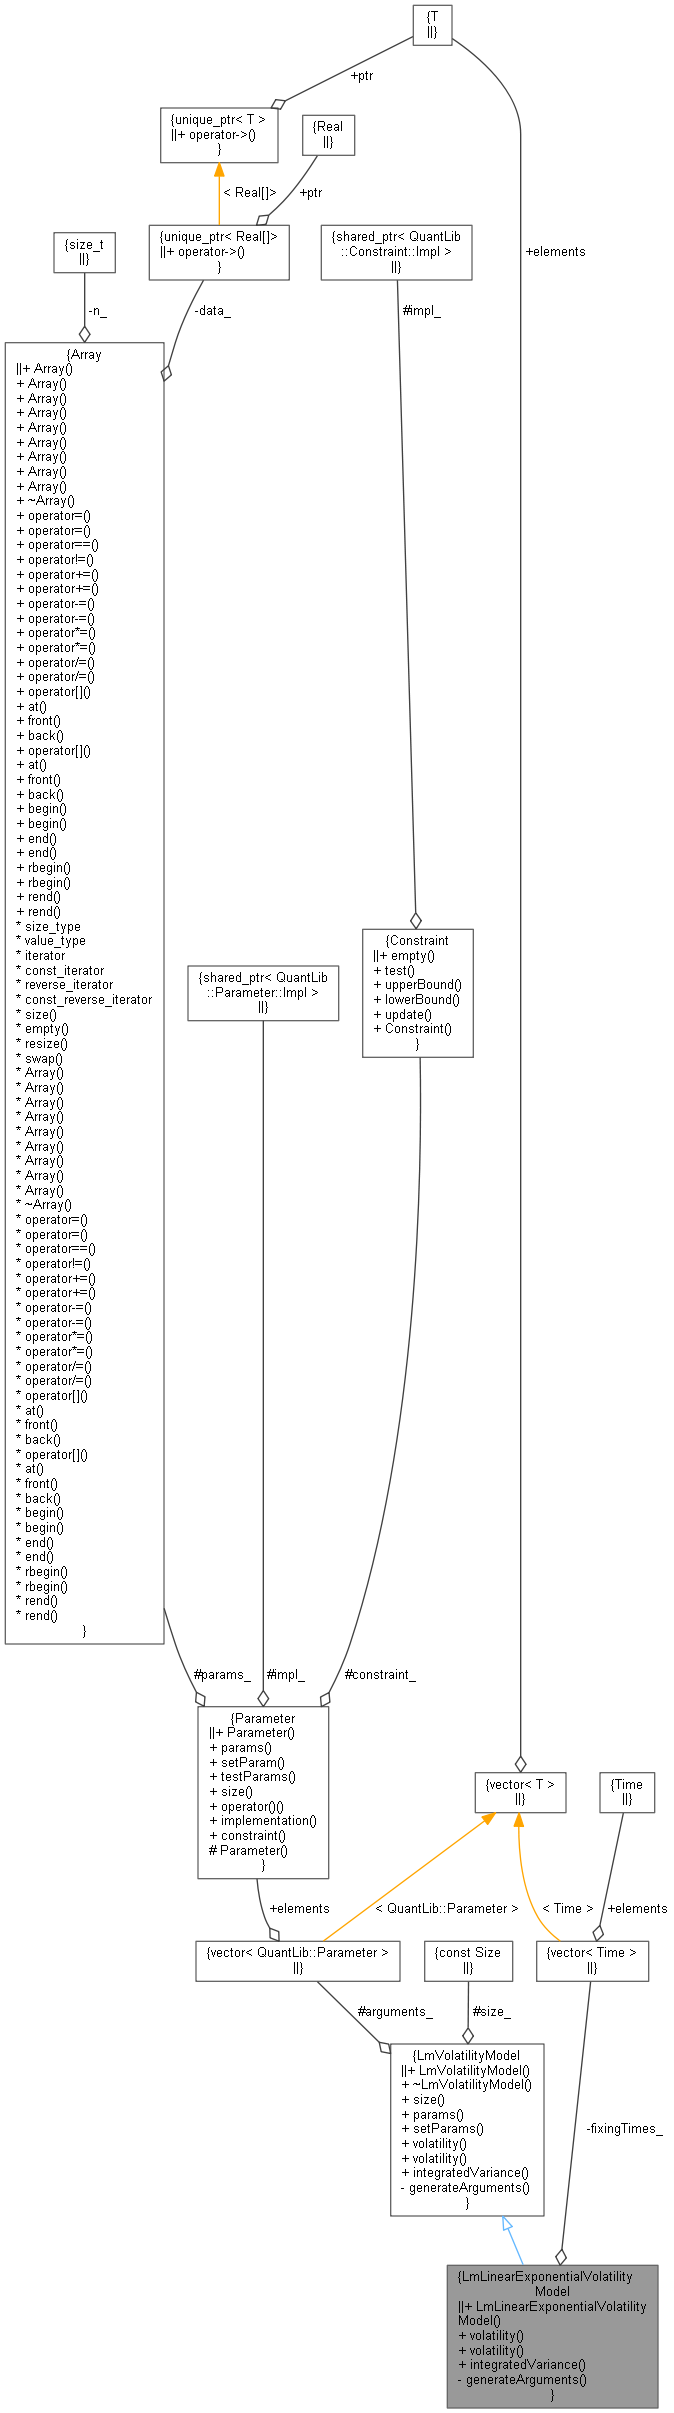 {T
||}
+ptr
{unique_ptr< T >
||+ operator->()
}
{Real
||}
< Real[]>
+ptr
+elements
{size_t
||}
{unique_ptr< Real[]>
||+ operator->()
}
{shared_ptr< QuantLib
::Constraint::Impl >
||}
-n_
-data_
#impl_
{Array
||+ Array()
+ Array()
+ Array()
+ Array()
+ Array()
+ Array()
+ Array()
+ Array()
+ Array()
+ ~Array()
+ operator=()
+ operator=()
+ operator==()
+ operator!=()
+ operator+=()
+ operator+=()
+ operator-=()
+ operator-=()
+ operator*=()
+ operator*=()
+ operator/=()
+ operator/=()
+ operator[]()
+ at()
+ front()
+ back()
+ operator[]()
+ at()
+ front()
+ back()
+ begin()
+ begin()
+ end()
+ end()
+ rbegin()
+ rbegin()
+ rend()
+ rend()
* size_type
* value_type
* iterator
* const_iterator
* reverse_iterator
* const_reverse_iterator
* size()
* empty()
* resize()
* swap()
* Array()
* Array()
* Array()
* Array()
* Array()
* Array()
* Array()
* Array()
* Array()
* ~Array()
* operator=()
* operator=()
* operator==()
* operator!=()
* operator+=()
* operator+=()
* operator-=()
* operator-=()
* operator*=()
* operator*=()
* operator/=()
* operator/=()
* operator[]()
* at()
* front()
* back()
* operator[]()
* at()
* front()
* back()
* begin()
* begin()
* end()
* end()
* rbegin()
* rbegin()
* rend()
* rend()
}
{Constraint
||+ empty()
+ test()
+ upperBound()
+ lowerBound()
+ update()
+ Constraint()
}
{shared_ptr< QuantLib
::Parameter::Impl >
||}
#params_
#impl_
#constraint_
{Parameter
||+ Parameter()
+ params()
+ setParam()
+ testParams()
+ size()
+ operator()()
+ implementation()
+ constraint()
# Parameter()
}
{vector< T >
||}
{Time
||}
+elements
< QuantLib::Parameter >
< Time >
+elements
{vector< QuantLib::Parameter >
||}
{const Size
||}
{vector< Time >
||}
#arguments_
#size_
{LmVolatilityModel
||+ LmVolatilityModel()
+ ~LmVolatilityModel()
+ size()
+ params()
+ setParams()
+ volatility()
+ volatility()
+ integratedVariance()
- generateArguments()
}
-fixingTimes_
{LmLinearExponentialVolatility
Model
||+ LmLinearExponentialVolatility
Model()
+ volatility()
+ volatility()
+ integratedVariance()
- generateArguments()
}